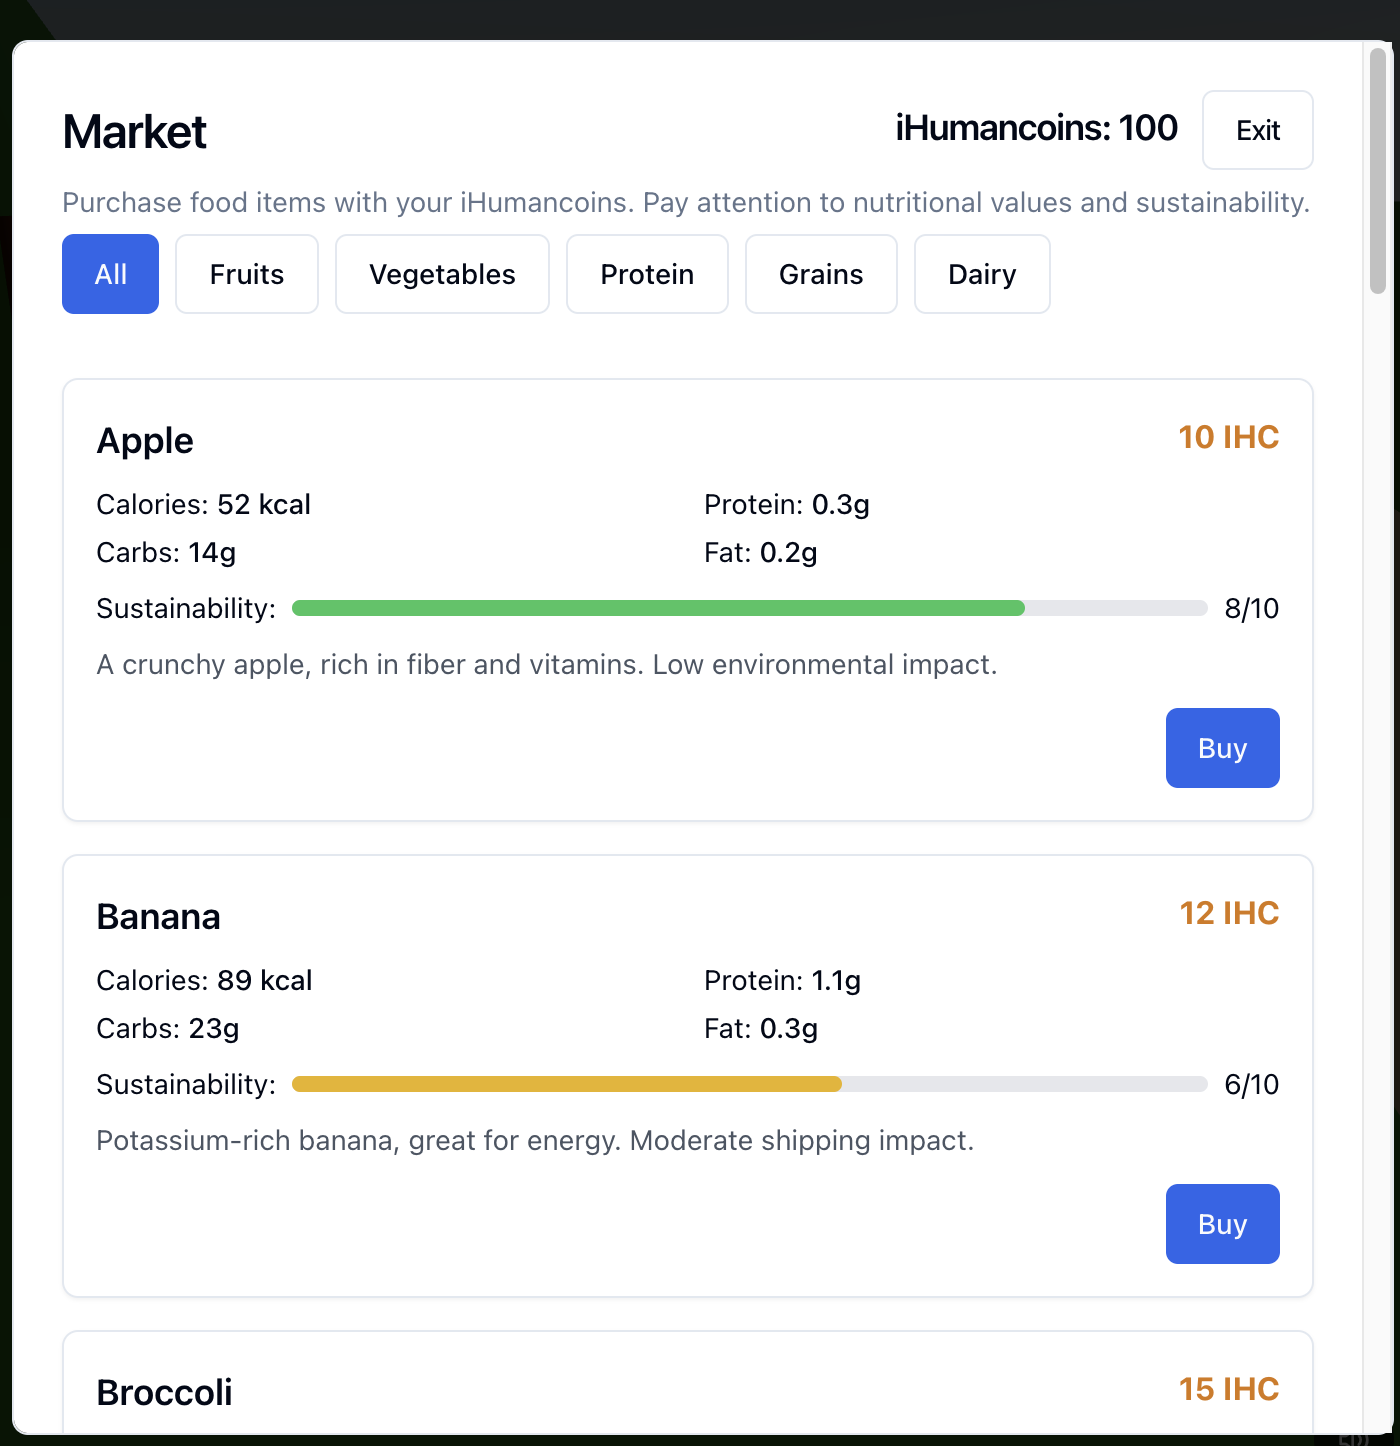 Market
iHumancoins: 100
Exit
Purchase food items with your iHumancoins. Pay attention to nutritional values and sustainability.
All
Fruits
Vegetables
Protein
Grains
Dairy
Apple
10 IHC
Calories: 52 kcal
Protein: 0.3g
Carbs: 14g
Fat: 0.2g
Sustainability:
8/10
A crunchy apple, rich in fiber and vitamins. Low environmental impact.
Buy
Banana
12 IHC
Calories: 89 kcal
Protein: 1.1g
Carbs: 23g
Fat: 0.3g
Sustainability:
6/10
Potassium-rich banana, great for energy. Moderate shipping impact.
Buy
Broccoli
15 IHC